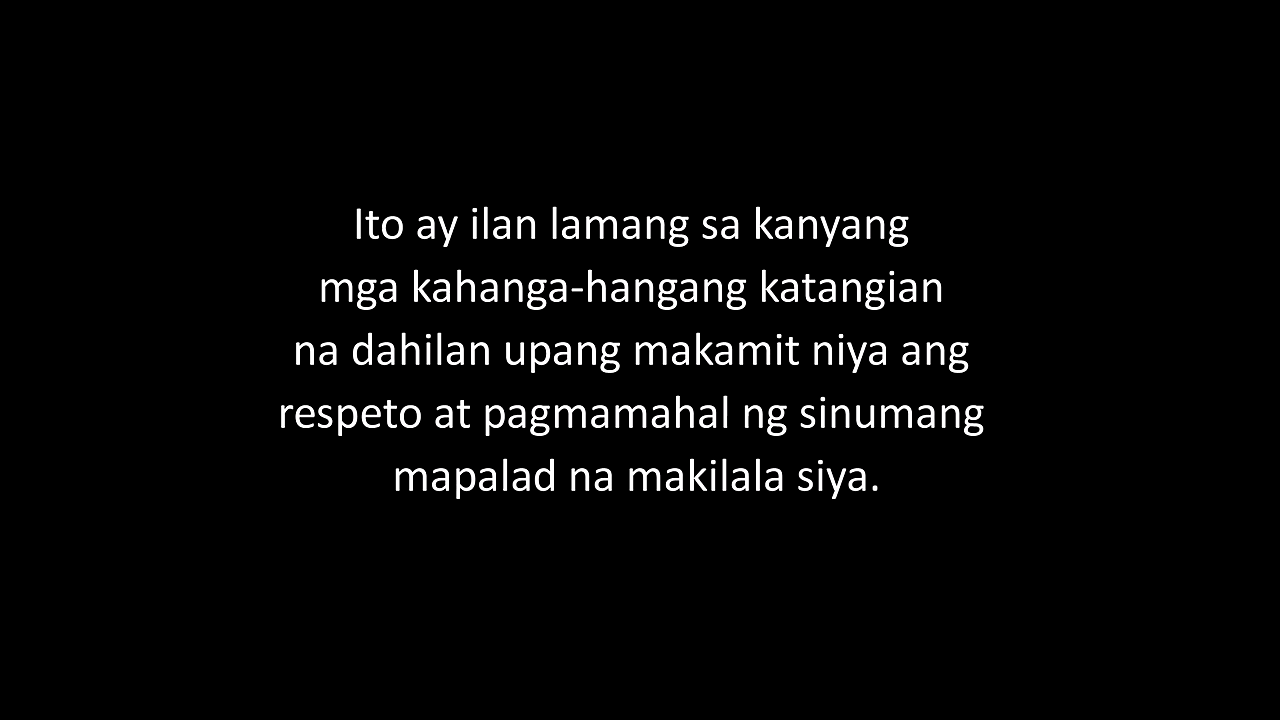 Ito ay ilan lamang sa kanyang
mga kahanga-hangang katangian
na dahilan upang makamit niya ang
respeto at pagmamahal ng sinumang
mapalad na makilala siya.